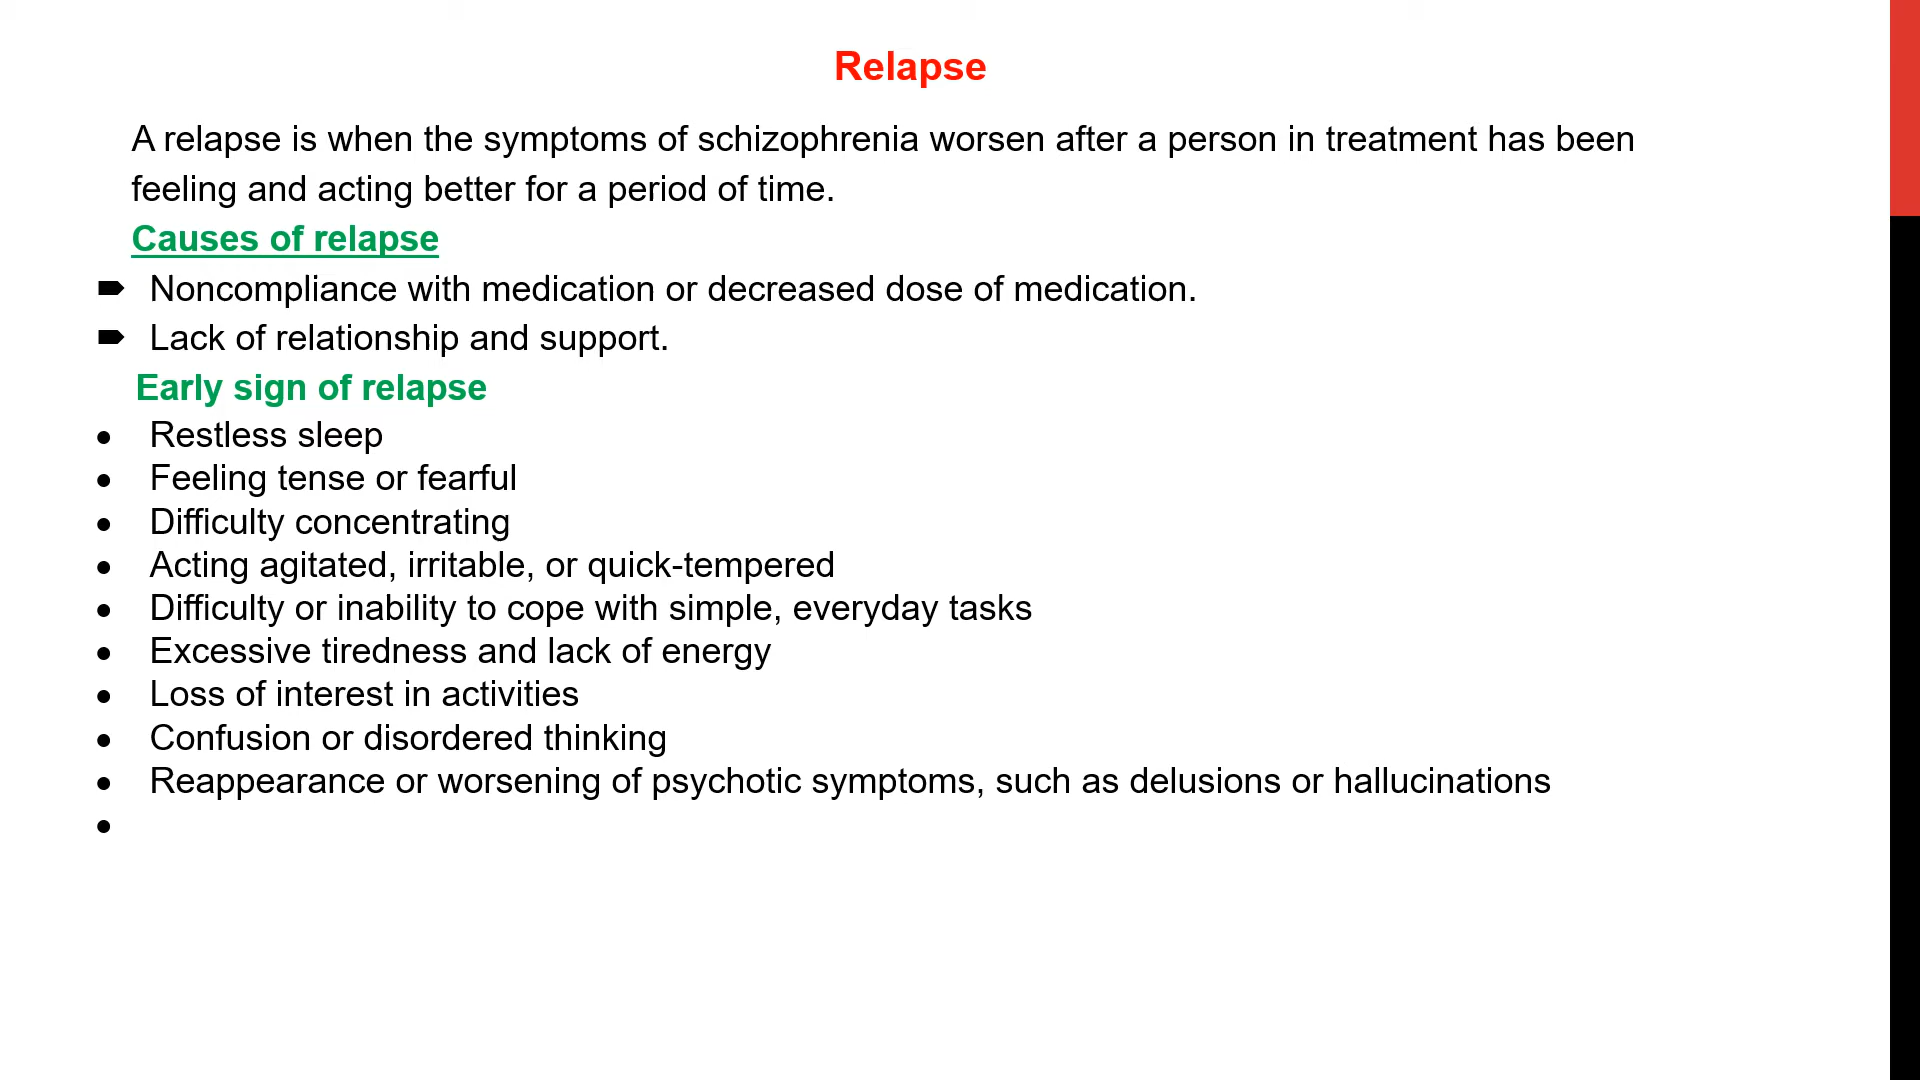 Relapse
A relapse is when the symptoms of schizophrenia worsen after a person in treatment has been
feeling and acting better for a period of time.
Causes of relapse
Noncompliance with medication or decreased dose of medication.
Lack of relationship and support.
Early sign of relapse
• Restless sleep
• Feeling tense or fearful
• Difficulty concentrating
• Acting agitated, irritable, or quick-tempered
• Difficulty or inability to cope with simple, everyday tasks
• Excessive tiredness and lack of energy
• Loss of interest in activities
• Confusion or disordered thinking
• Reappearance or worsening of psychotic symptoms, such as delusions or hallucinations
•